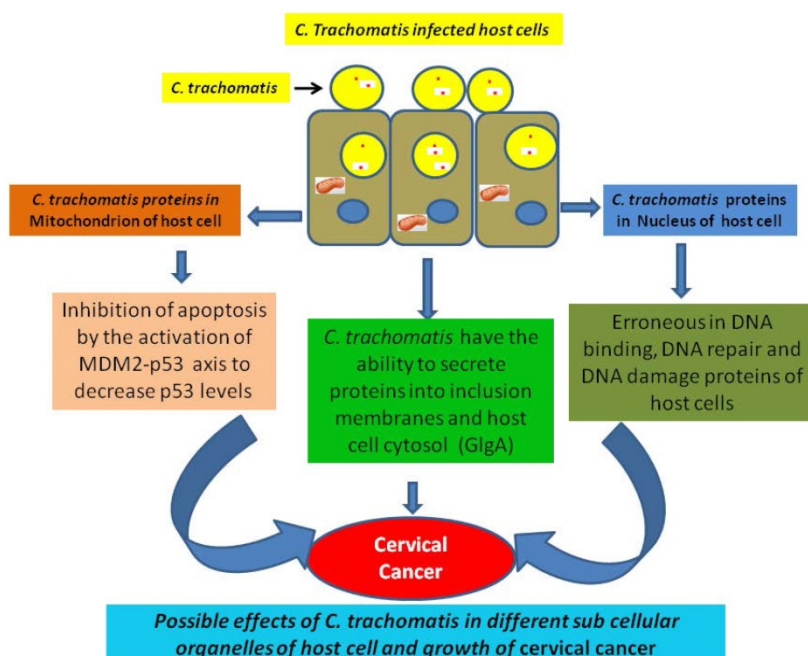 C. Trachomatis infected host cells
C. trachomatis
C. trachomatis proteins in
Mitochondrion of host cell
C. trachomatis proteins
in Nucleus of host cell
Inhibition of apoptosis
by the activation of
MDM2-p53 axis to
decrease p53 levels
C. trachomatis have the
ability to secrete
proteins into inclusion
membranes and host
cell cytosol (GlgA)
Erroneous in DNA
binding, DNA repair and
DNA damage proteins of
host cells
Cervical
Cancer
Possible effects of C. trachomatis in different sub cellular
organelles of host cell and growth of cervical cancer